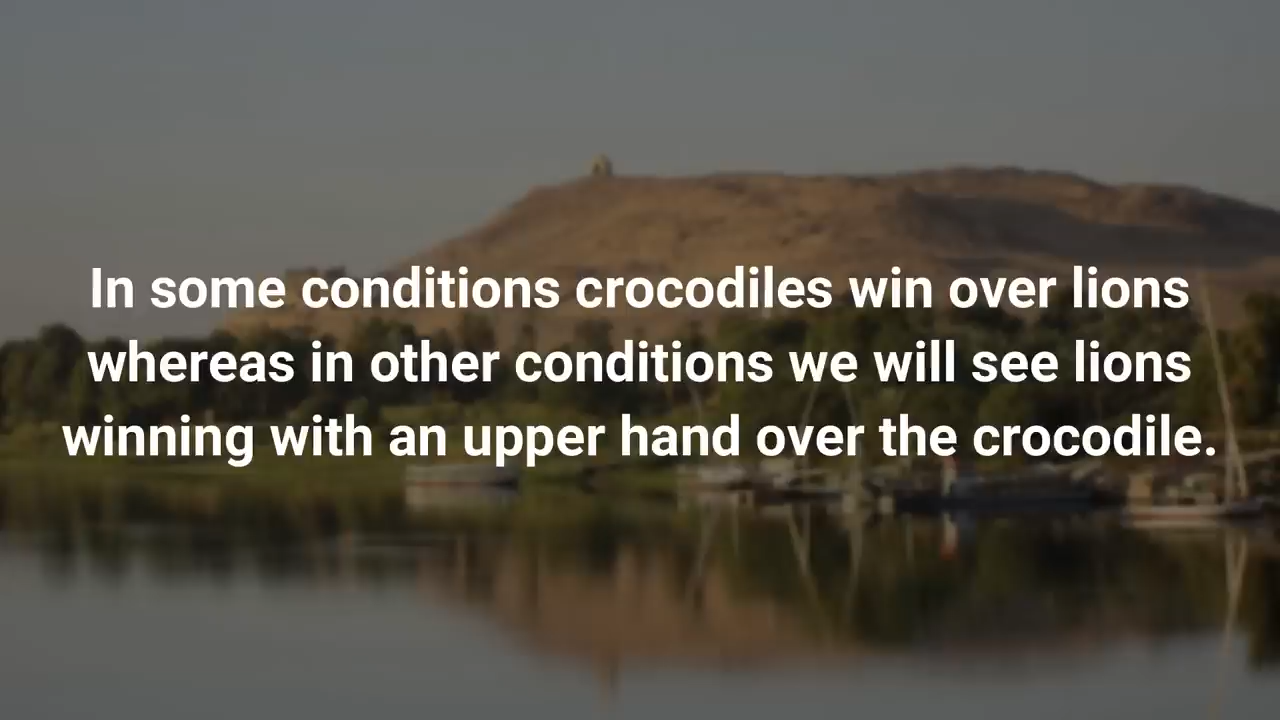 In some conditions crocodiles win over lions
whereas in other conditions we will see lions
winning with an upper hand over the crocodile.